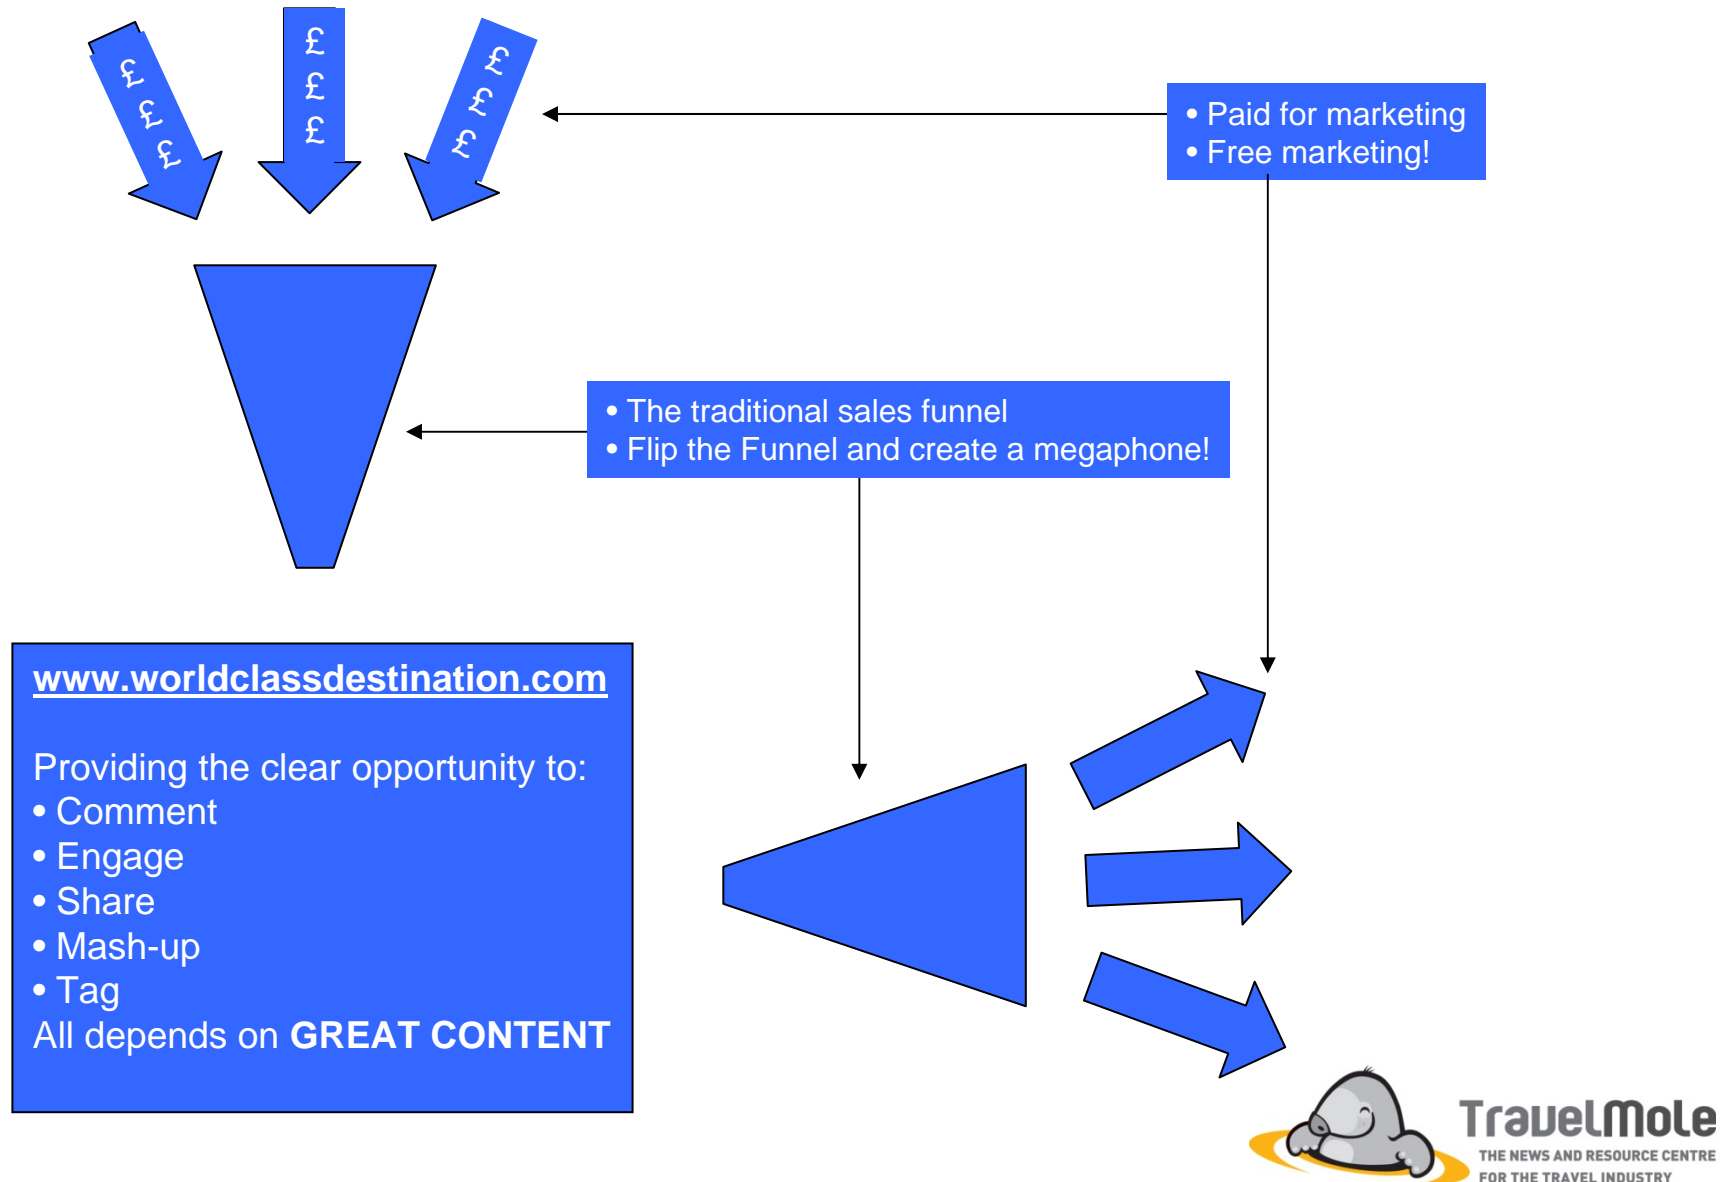 £
£
£
£
£
£
£
£
£
• Paid for marketing
• Free marketing!
• The traditional sales funnel
• Flip the Funnel and create a megaphone!
www.worldclassdestination.com
Providing the clear opportunity to:
• Comment
• Engage
• Share
• Mash-up
• Tag
All depends on GREAT CONTENT
TravelMole
THE NEWS AND RESOURCE CENTRE
FOR THE TRAVEL INDUSTRY